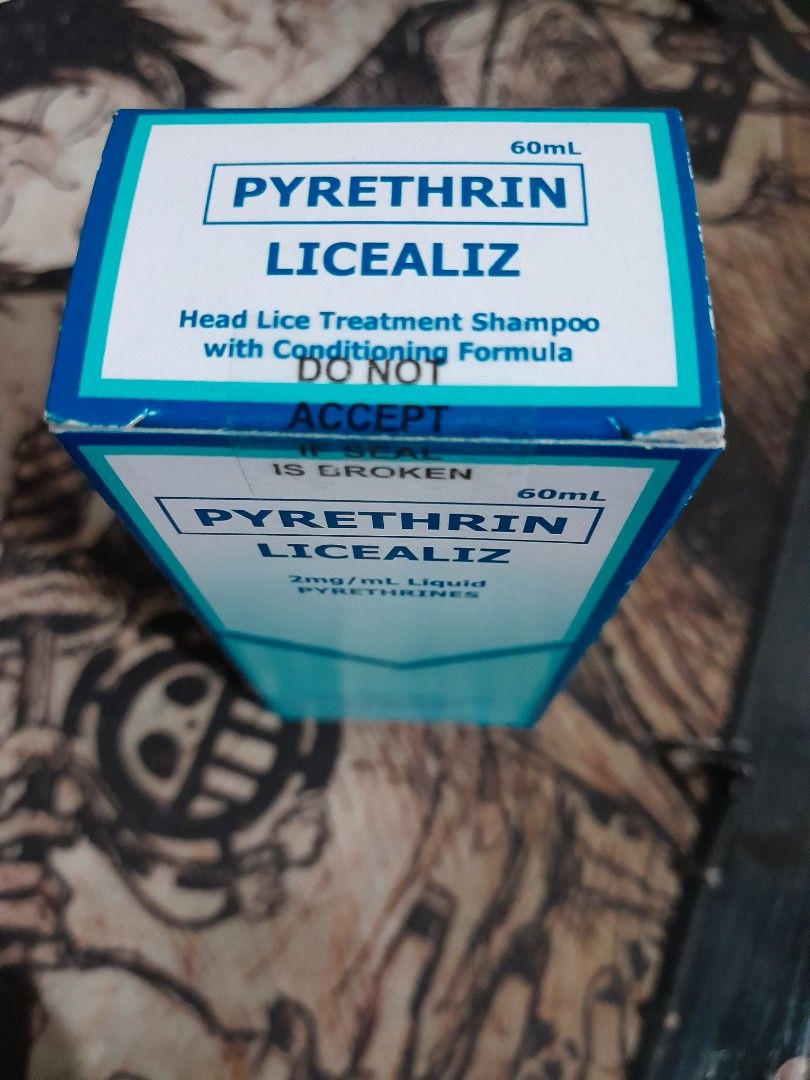 60mL
PYRETHRIN
LICEALIZ
Head Lice Treatment Shampoo
with Conditioning Formula
DO NOT
ACCEPT
IF SEAL
IS BROKEN
60mL
PYRETHRIN
LICEALIZ
2mg/mL Liquid
PYRETHRINES